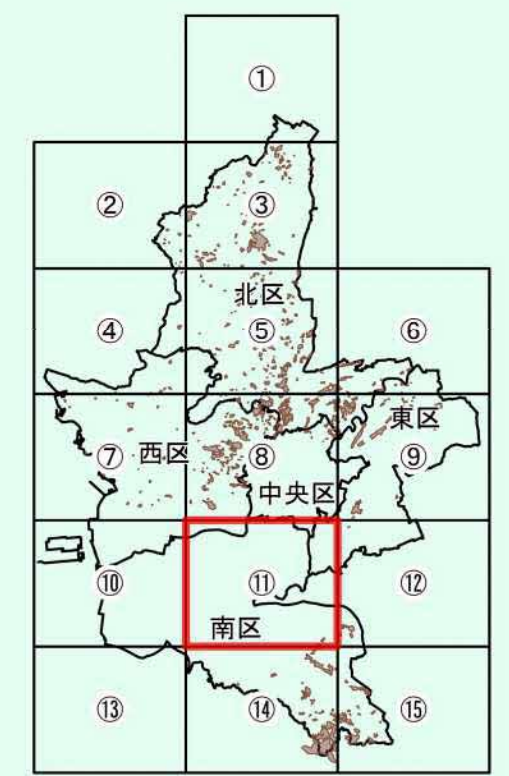 ①
② ③
北区
④ ⑤ ⑥
東区
⑦ 西区 ⑧ ⑨
中央区
⑩ ⑪ ⑫
南区
⑬ ⑭ ⑮